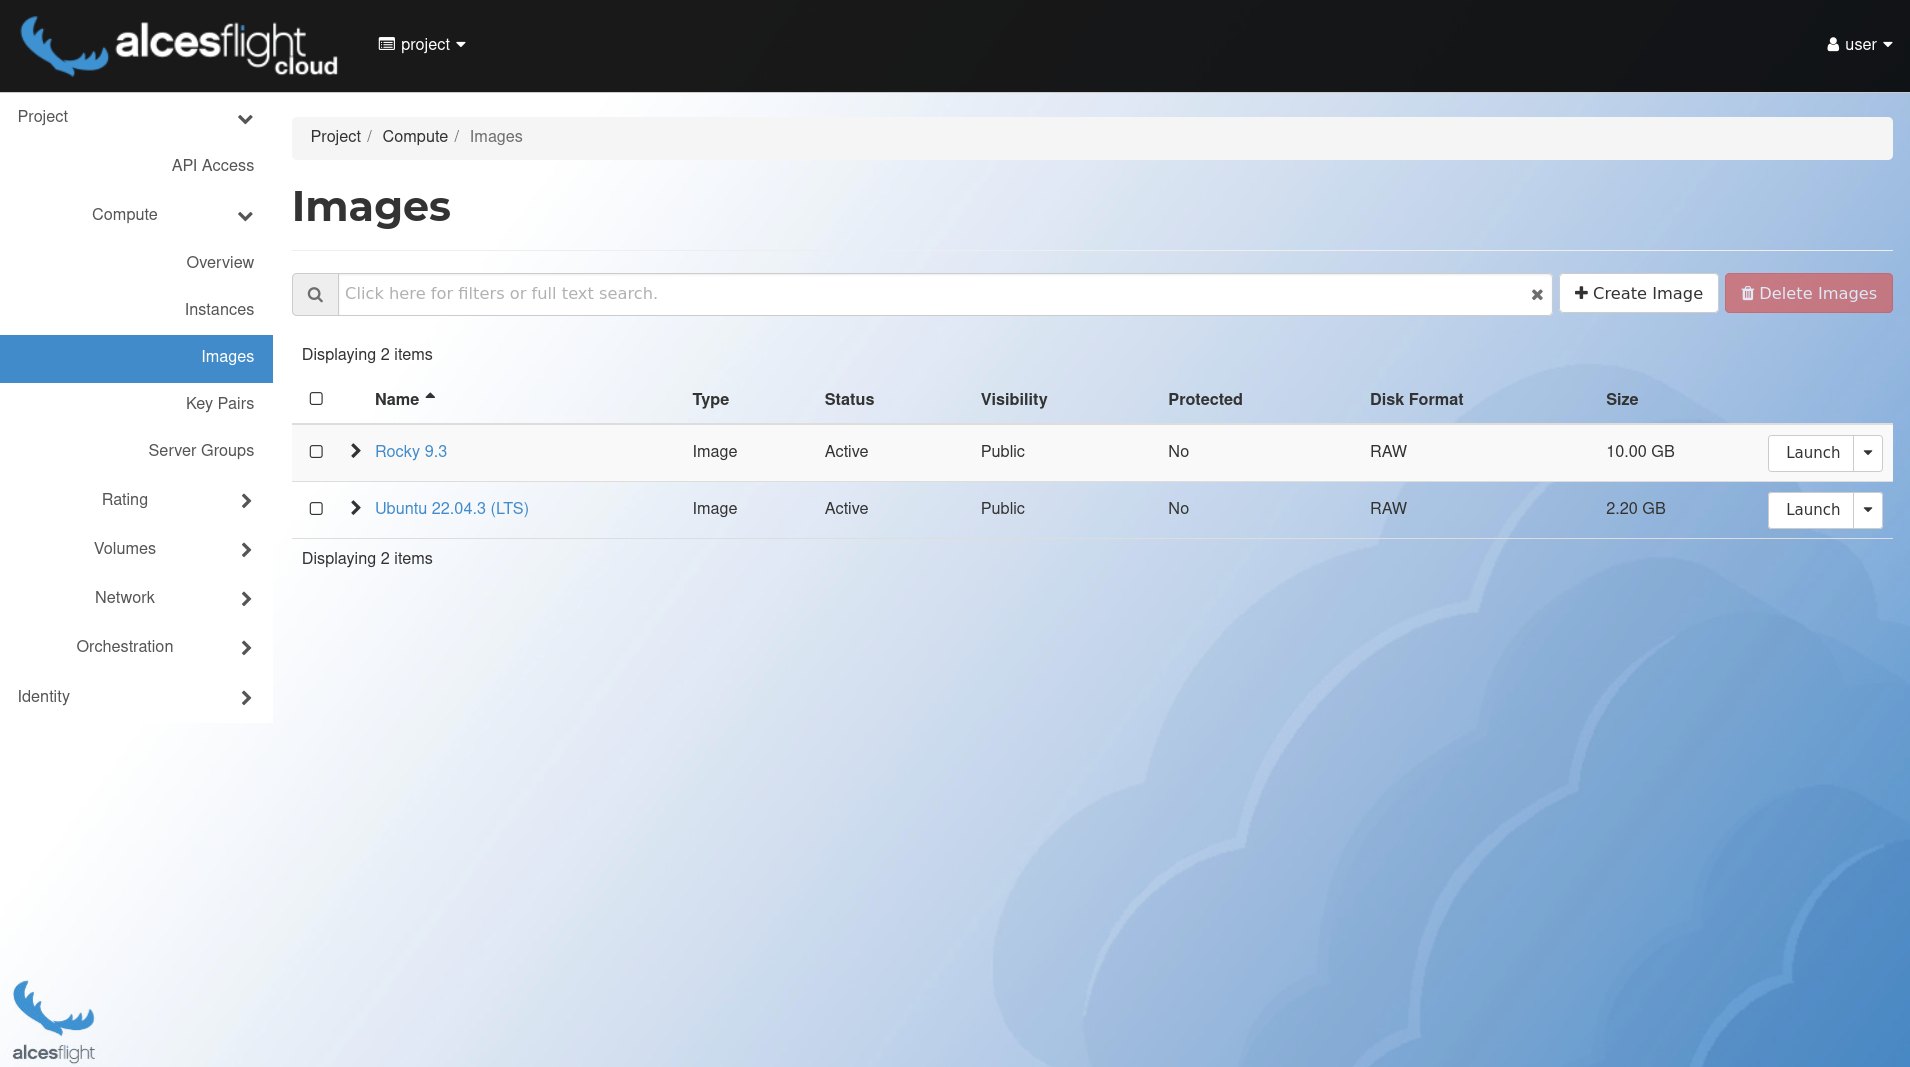 alcesflight
cloud
project
user
Project
API Access
Compute
Overview
Instances
Images
Key Pairs
Server Groups
Rating
Volumes
Network
Orchestration
Identity
Project / Compute / Images
Images
Click here for filters or full text search.
Create Image
Delete Images
Displaying 2 items
Name Type Status Visibility Protected Disk Format Size
Rocky 9.3 Image Active Public No RAW 10.00 GB Launch
Ubuntu 22.04.3 (LTS) Image Active Public No RAW 2.20 GB Launch
Displaying 2 items
alcesflight